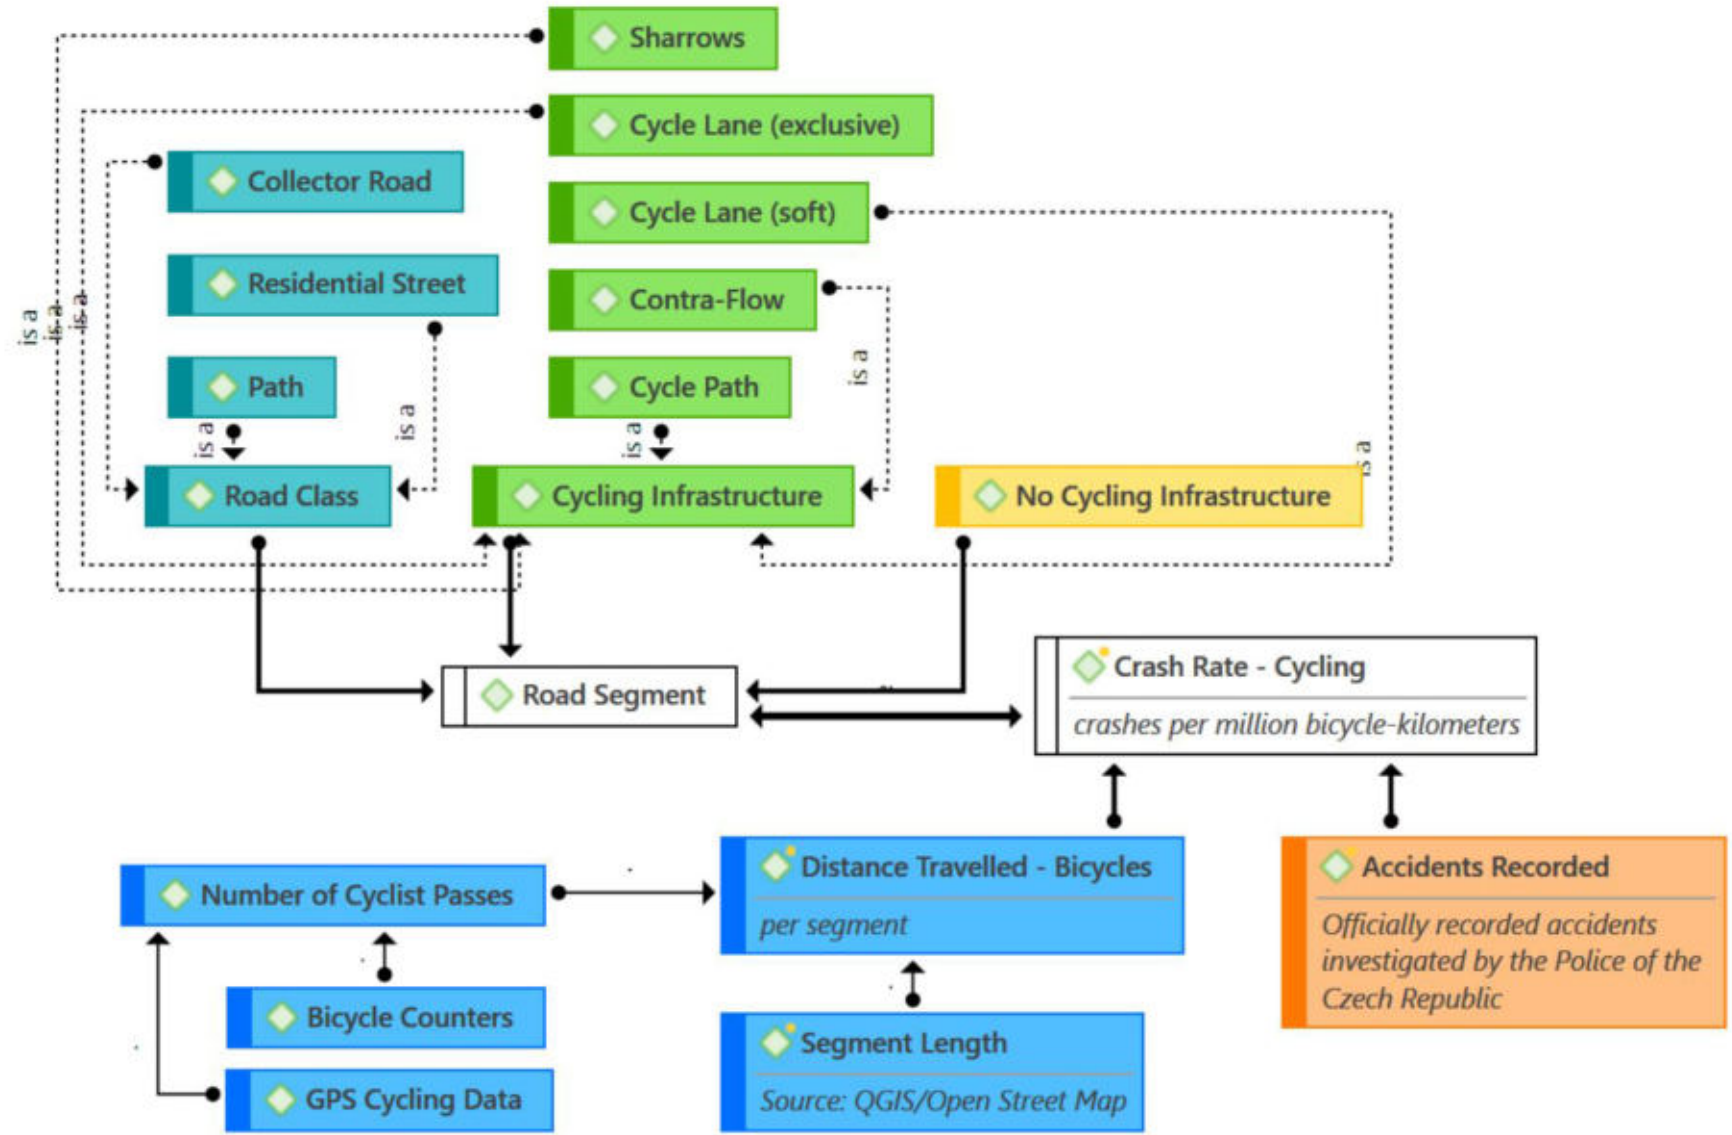 Sharrows
Cycle Lane (exclusive)
Collector Road
Cycle Lane (soft)
Residential Street
Contra-Flow
is a
is a
is a
Path
Cycle Path
is a
is a
is a
is a
is a
Road Class
Cycling Infrastructure
No Cycling Infrastructure
Road Segment
Crash Rate - Cycling
crashes per million bicycle-kilometers
Number of Cyclist Passes
Distance Travelled - Bicycles
per segment
Accidents Recorded
Officially recorded accidents
investigated by the Police of the
Czech Republic
Bicycle Counters
GPS Cycling Data
Segment Length
Source: QGIS/Open Street Map